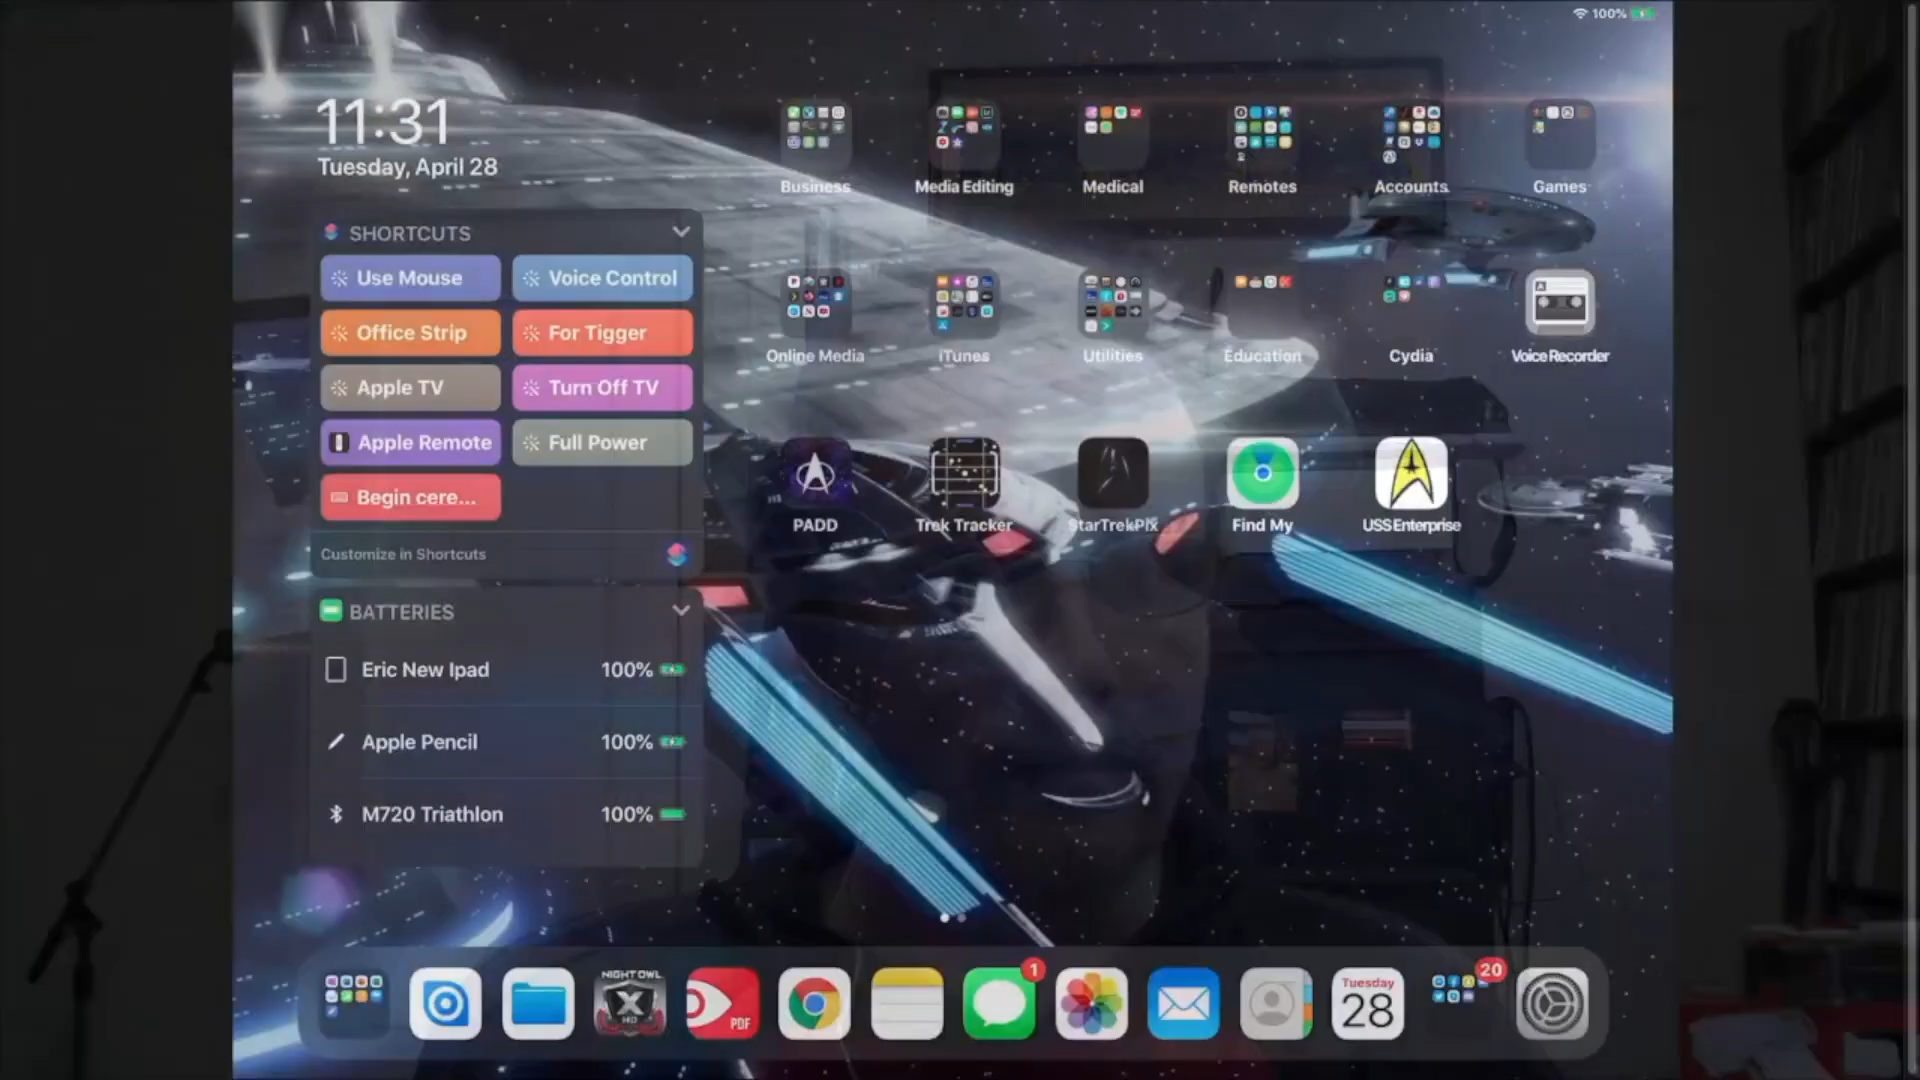 100%
11:31
Tuesday, April 28
SHORTCUTS
Use Mouse
Voice Control
Office Strip
For Tigger
Apple TV
Turn Off TV
Apple Remote
Full Power
Begin cere...
Customize in Shortcuts
BATTERIES
Eric New Ipad 100%
Apple Pencil 100%
M720 Triathlon 100%
Business
Media Editing
Medical
Remotes
Accounts
Games
Online Media
iTunes
Utilities
Education
Cydia
Voice Recorder
PADD
Trek Tracker
StarTrekPix
Find My
USS Enterprise
NIGHT OWL
X
HD
PDF
1
Tuesday
28
20